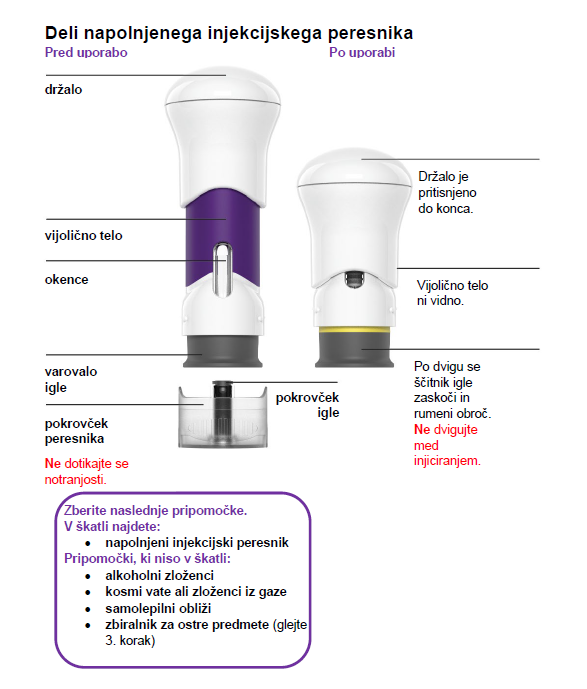 Deli napolnjenega injekcijskega peresnika
Pred uporabo
Po uporabi
držalo
vijolično telo
okence
varovalo
igle
pokrovček
igle
pokrovček
peresnika
Ne dotikajte se
notranjosti.
Držalo je
pritisnjeno
do konca.
Vijolično telo
ni vidno.
Po dvigu se
ščitnik igle
zaskoči in
rumeni obroč.
Ne dvigujte
med
injiciranjem.
Zberite naslednje pripomočke.
V škatli najdete:
• napolnjeni injekcijski peresnik
Pripomočki, ki niso v škatli:
• alkoholni zloženci
• kosmi vate ali zloženci iz gaze
• samolepilni obliži
• zbiralnik za ostre predmete (glejte
3. korak)